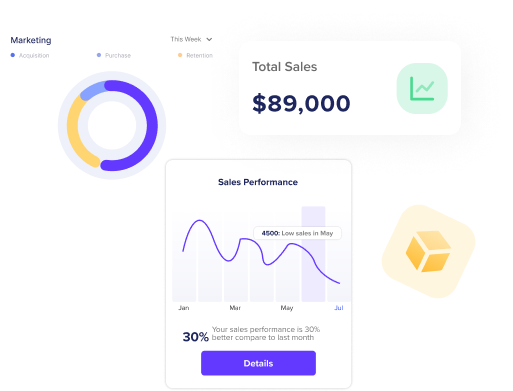 Marketing
This Week
Acquisition
Purchase
Retention
Total Sales
$89,000
Sales Performance
4500: Low sales in May
Jan
Mar
May
Jul
30%
Your sales performance is 30%
better compare to last month
Details